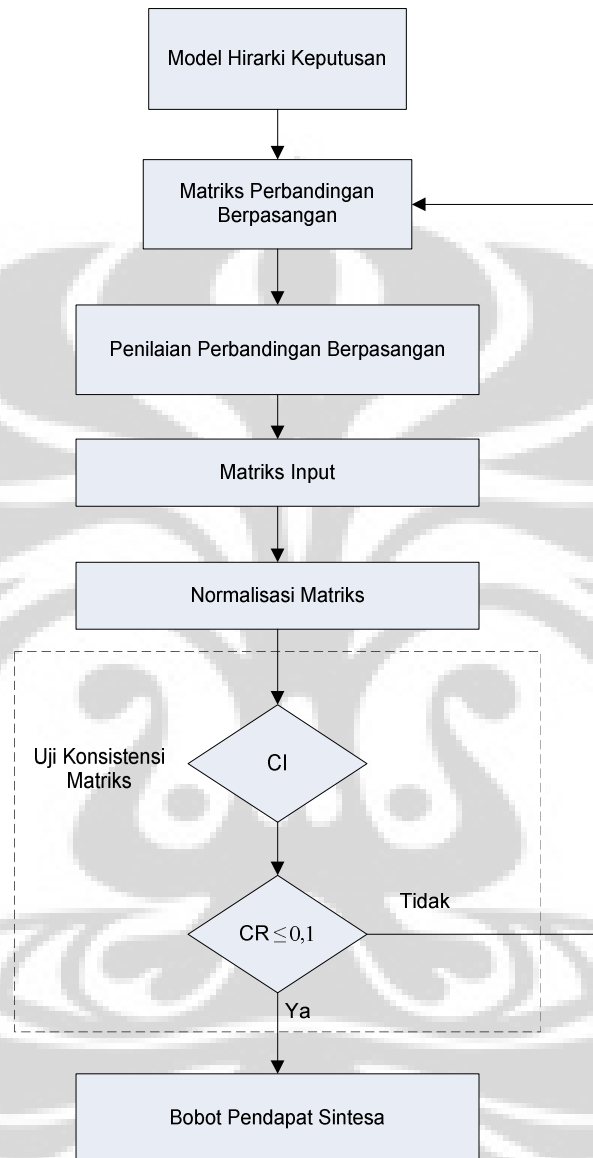 Model Hirarki Keputusan
Matriks Perbandingan
Berpasangan
Penilaian Perbandingan Berpasangan
Matriks Input
Normalisasi Matriks
Uji Konsistensi
Matriks
CI
Tidak
CR ≤ 0,1
Ya
Bobot Pendapat Sintesa